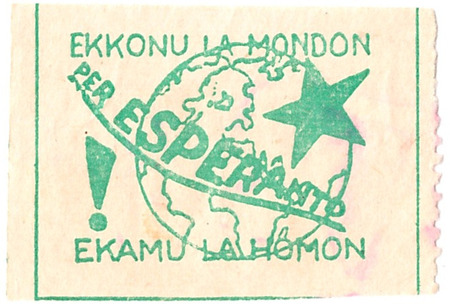 EKKONU LA MONDON
PER ESPERANTO
!
EKAMU LA HOMON